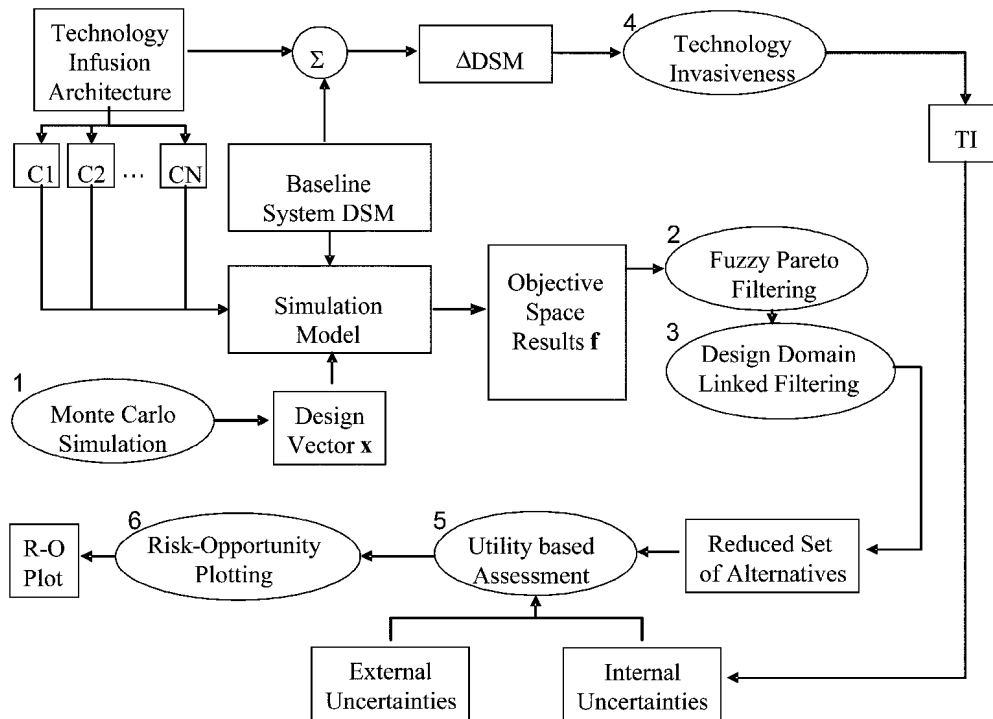 Technology
Infusion
Architecture
Σ
ΔDSM
4
Technology
Invasiveness
TI
C1
C2
...
CN
Baseline
System DSM
Simulation
Model
Objective
Space
Results f
2
Fuzzy Pareto
Filtering
3
Design Domain
Linked Filtering
1
Monte Carlo
Simulation
Design
Vector x
R-O
Plot
6
Risk-Opportunity
Plotting
5
Utility based
Assessment
Reduced Set
of Alternatives
External
Uncertainties
Internal
Uncertainties